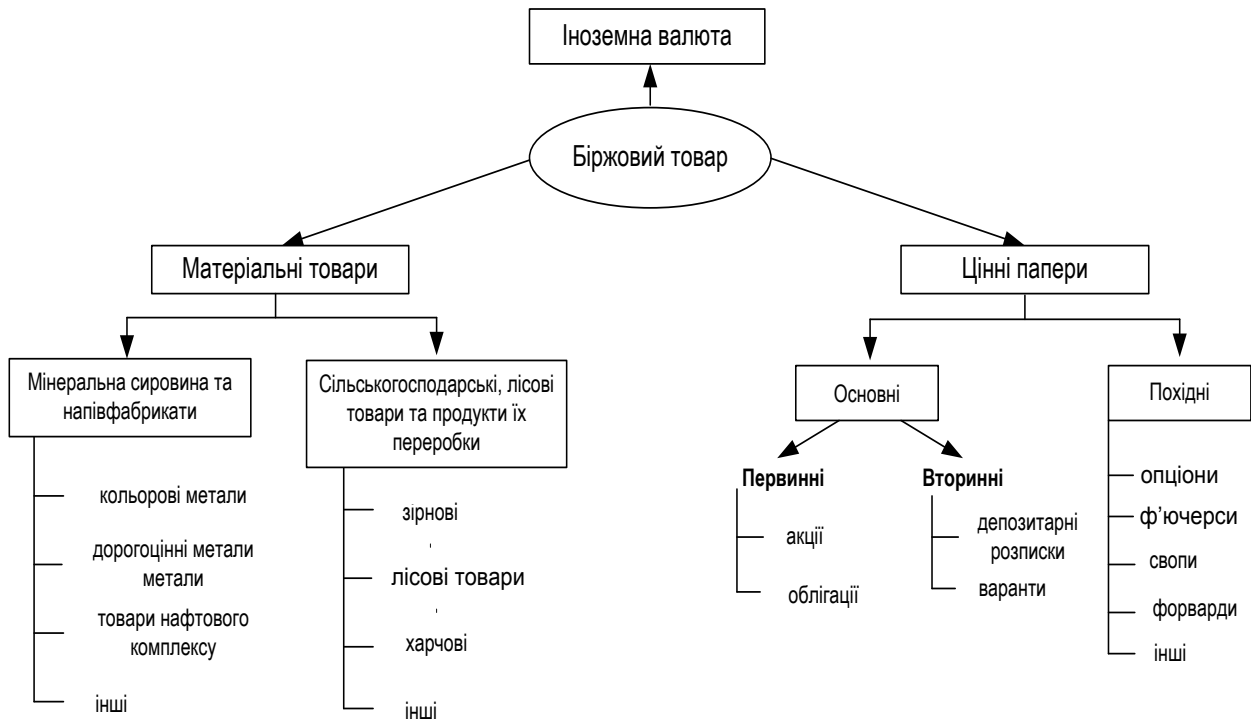 Іноземна валюта
Біржовий товар
Матеріальні товари
Цінні папери
Мінеральна сировина та
напівфабрикати
кольорові метали
дорогоцінні метали
метали
товари нафтового
комплексу
інші
Сільськогосподарські, лісові
товари та продукти їх
переробки
зірнові
лісові товари
харчові
інші
Основні
Первинні
акції
облігації
Вторинні
депозитарні
розписки
варанти
Похідні
опціони
ф’ючерси
свопи
форварди
інші